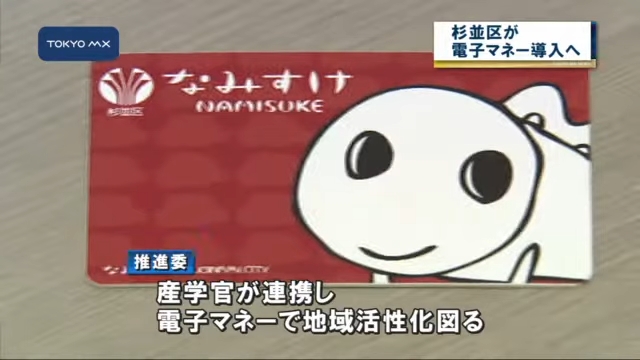 TOKYO MX
杉並区が
電子マネー導入へ
なみすけ
NAMISUKE
杉並区
推進委
産学官が連携し
電子マネーで地域活性化図る